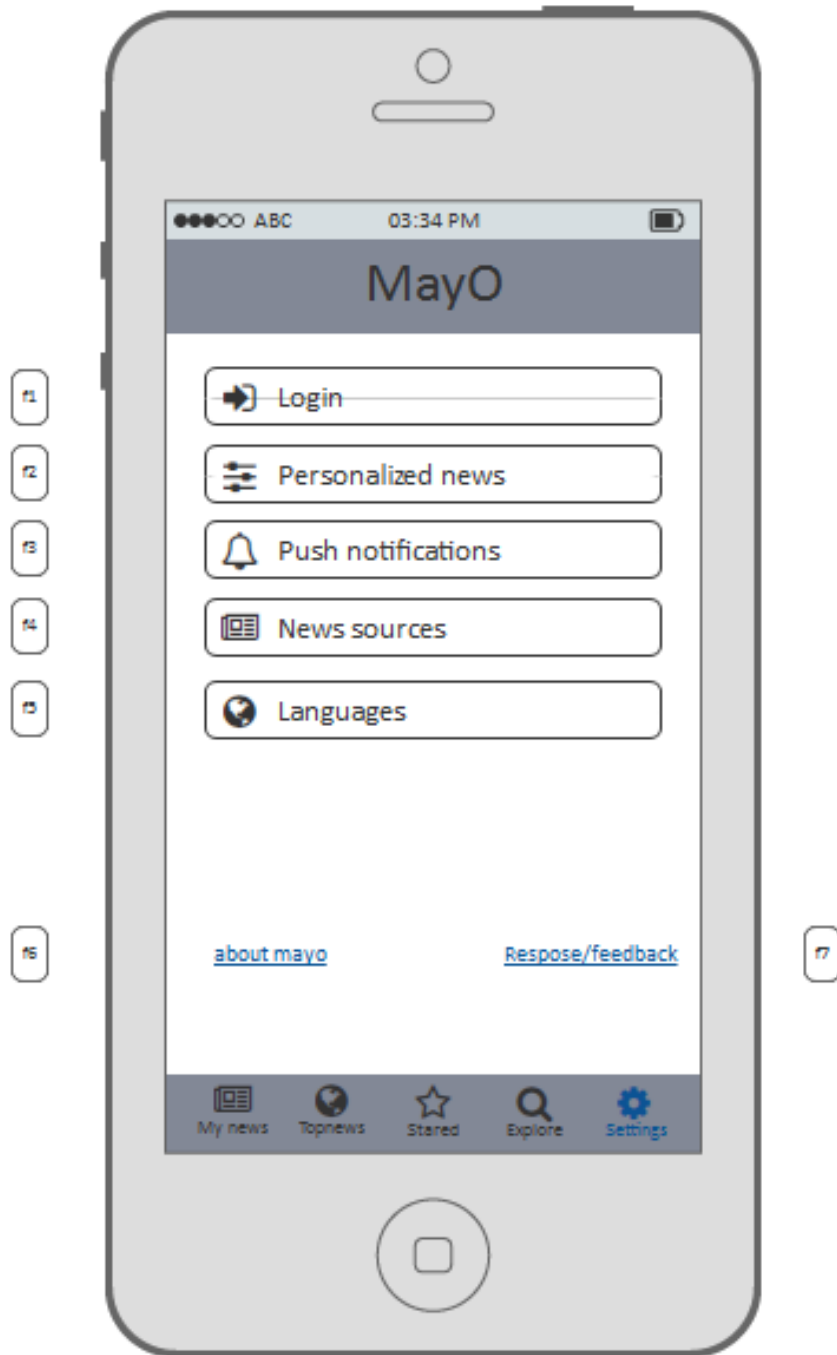 ABC 03:34 PM
MayO
f1 Login
f2 Personalized news
f3 Push notifications
f4 News sources
f5 Languages
f6 about mayo Respose/feedback f7
My news Topnews Stared Explore Settings